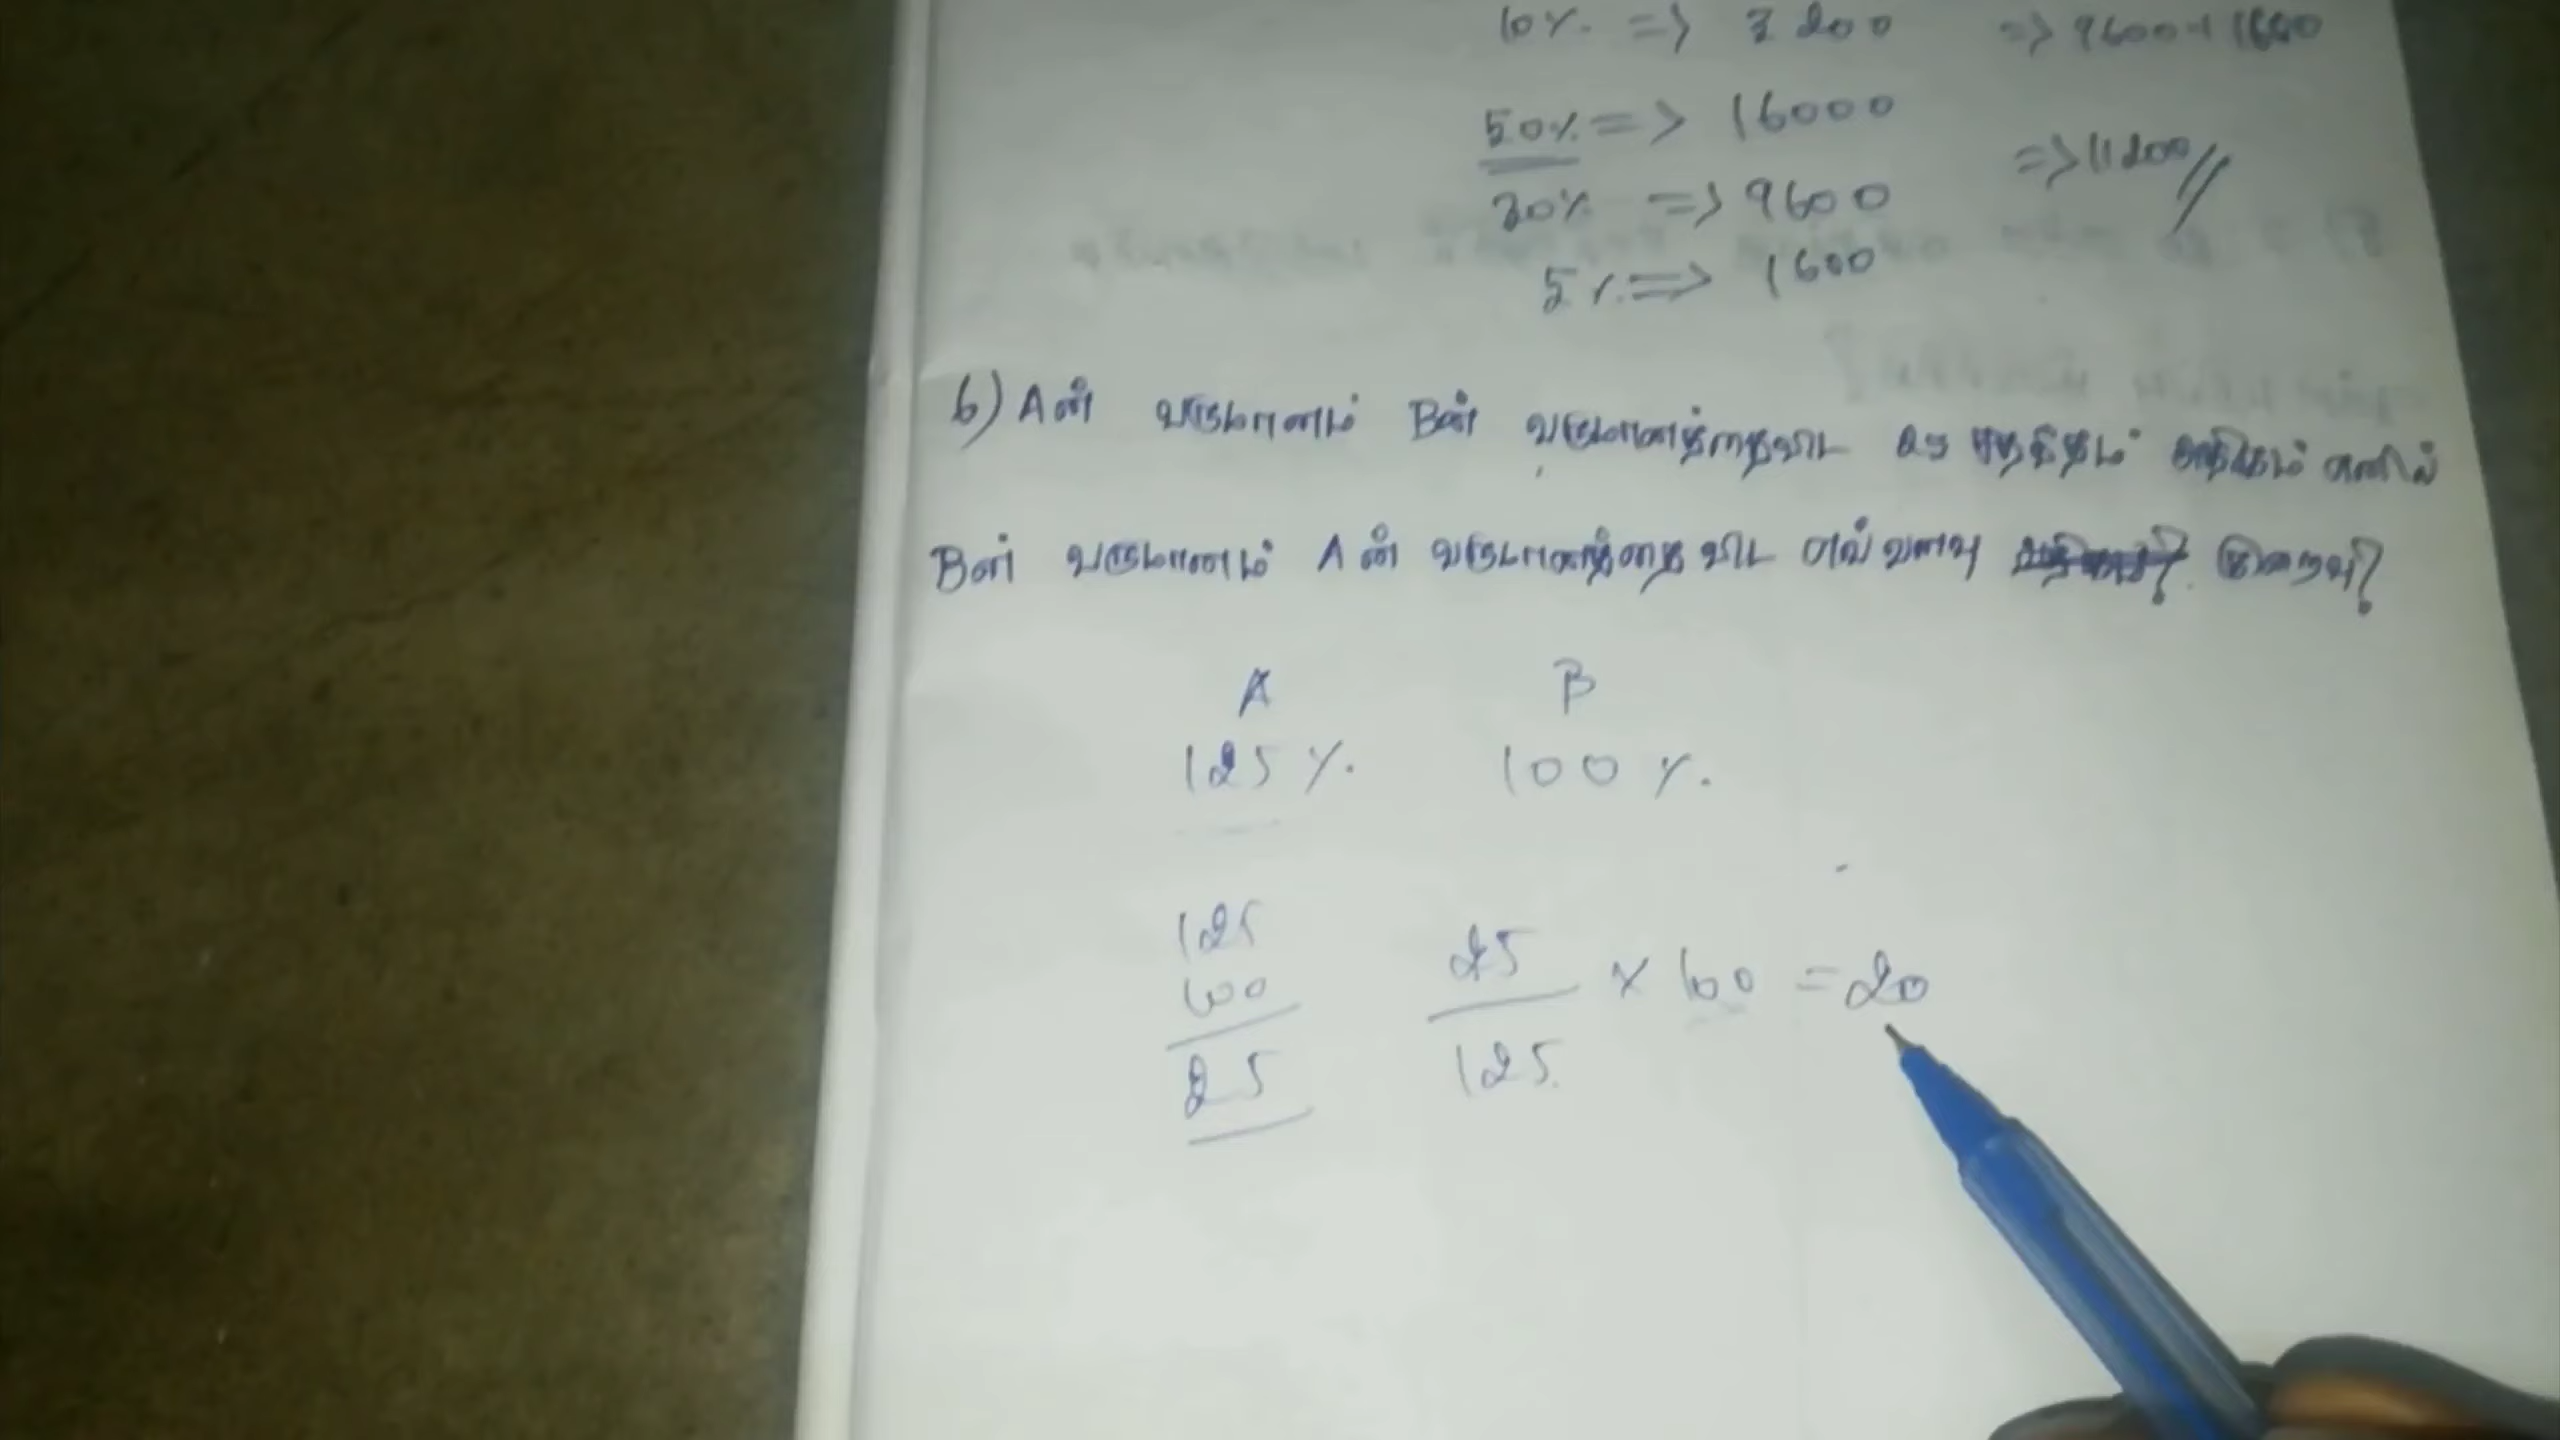 10% => 3200 => 9600+1600
50% => 16000
=> 11200//
30% => 9600
5% => 1600
6) Aன் வருமானம் Bன் வருமானத்தைவிட 25 சதவீதம் அதிகம் எனில்
Bன் வருமானம் Aன் வருமானத்தை விட எவ்வளவு குறைவு?
A B
125% 100%
125
100
25
25/125 × 100 = 20